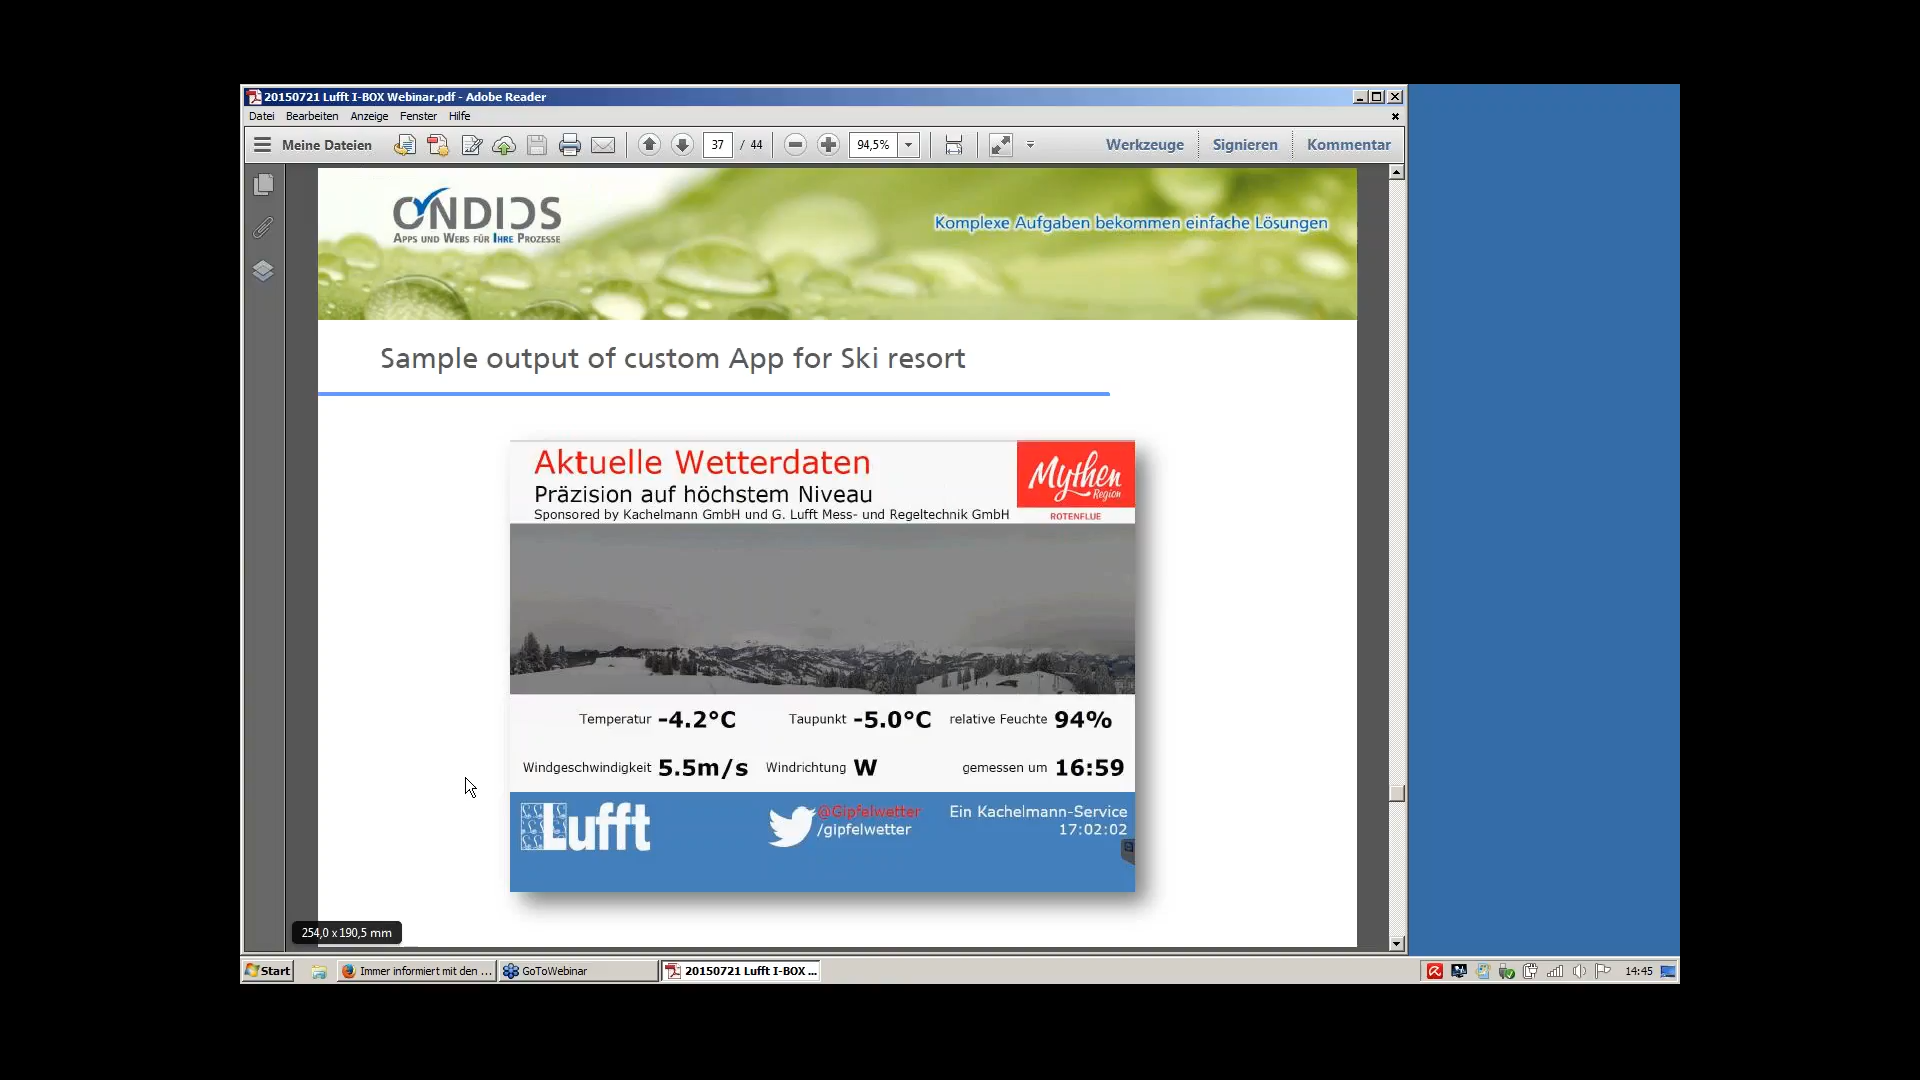 20150721 Lufft I-BOX Webinar.pdf - Adobe Reader
Datei Bearbeiten Anzeige Fenster Hilfe
Meine Dateien 37 / 44 94,5% Werkzeuge Signieren Kommentar
ONDICS
APPS UND WEBS FÜR IHRE PROZESSE
Komplexe Aufgaben bekommen einfache Lösungen
Sample output of custom App for Ski resort
Aktuelle Wetterdaten
Präzision auf höchstem Niveau
Sponsored by Kachelmann GmbH und G. Lufft Mess- und Regeltechnik GmbH
Mythen
Region
ROTENFLUE
Temperatur -4.2°C Taupunkt -5.0°C relative Feuchte 94%
Windgeschwindigkeit 5.5m/s Windrichtung W gemessen um 16:59
Lufft
@Gipfelwetter
/gipfelwetter
Ein Kachelmann-Service
17:02:02
254,0 x 190,5 mm
Start Immer informiert mit den ... GoToWebinar 20150721 Lufft I-BOX ... 14:45